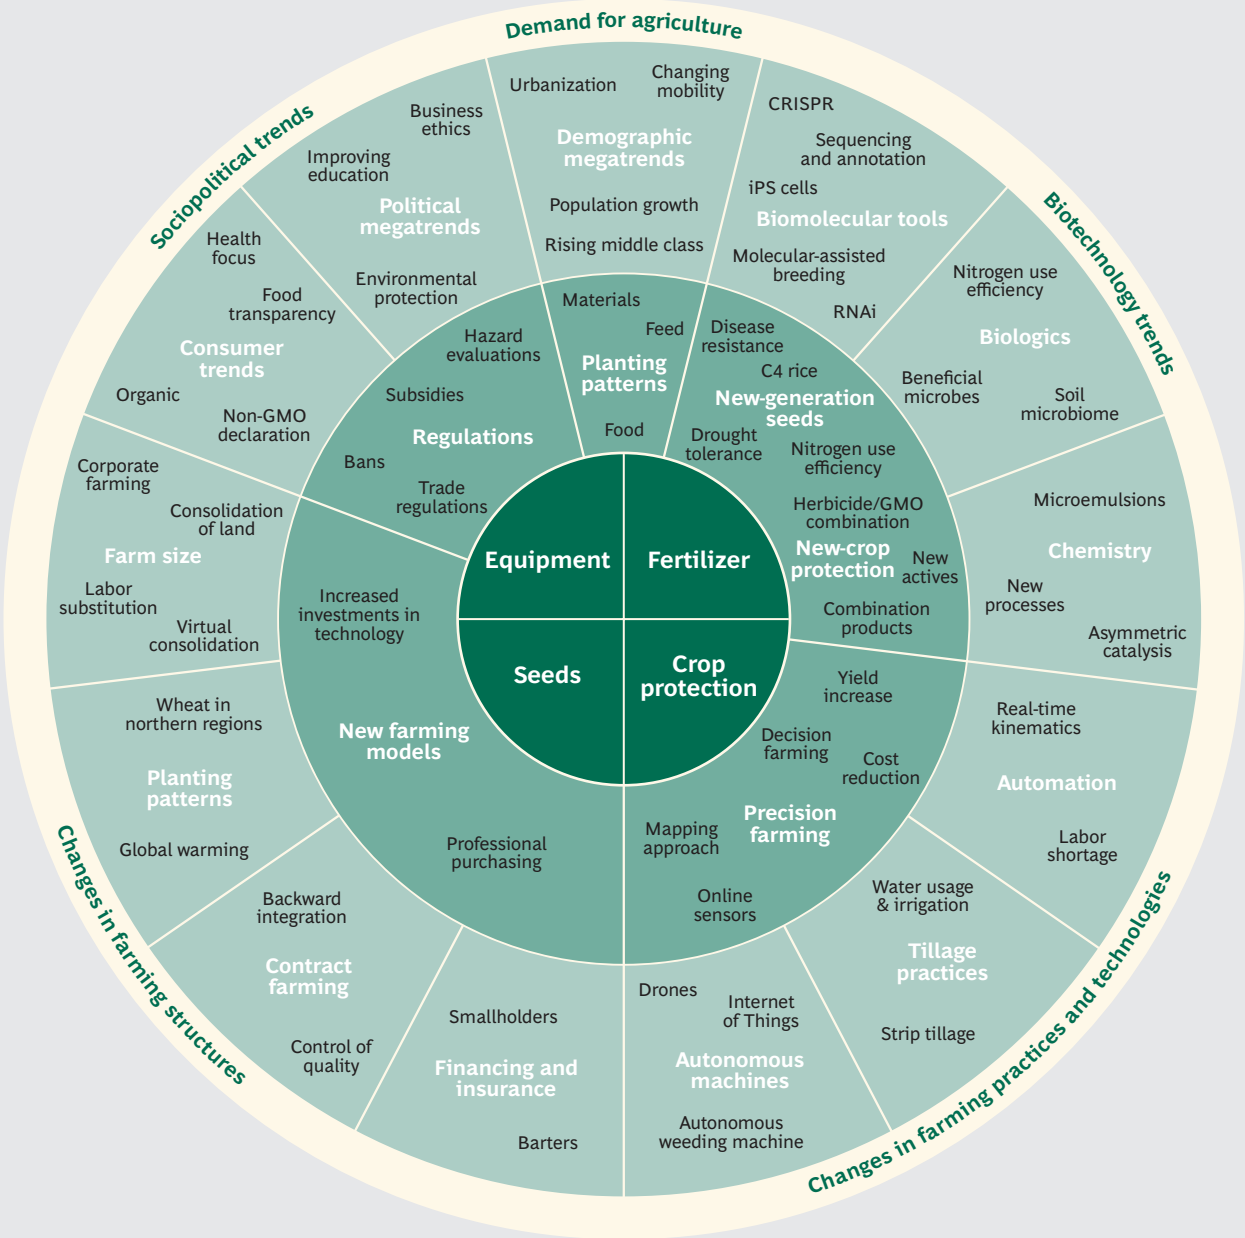 Demand for agriculture
Urbanization
Changing
mobility
Demographic
megatrends
Population growth
Rising middle class
Biotechnology trends
CRISPR
Sequencing
and annotation
iPS cells
Biomolecular tools
Molecular-assisted
breeding
RNAi
Nitrogen use
efficiency
Biologics
Beneficial
microbes
Soil
microbiome
Microemulsions
Chemistry
New
processes
Asymmetric
catalysis
Changes in farming practices and technologies
Real-time
kinematics
Automation
Labor
shortage
Water usage
& irrigation
Tillage
practices
Strip tillage
Drones
Internet
of Things
Autonomous
machines
Autonomous
weeding machine
Changes in farming structures
Smallholders
Financing and
insurance
Barters
Backward
integration
Contract
farming
Control of
quality
Wheat in
northern regions
Planting
patterns
Global warming
Corporate
farming
Consolidation
of land
Farm size
Labor
substitution
Virtual
consolidation
Sociopolitical trends
Health
focus
Food
transparency
Consumer
trends
Organic
Non-GMO
declaration
Business
ethics
Improving
education
Political
megatrends
Environmental
protection
Materials
Feed
Planting
patterns
Food
Disease
resistance
C4 rice
New-generation
seeds
Drought
tolerance
Nitrogen use
efficiency
Herbicide/GMO
combination
New-crop
protection
New
actives
Combination
products
Yield
increase
Decision
farming
Cost
reduction
Precision
farming
Mapping
approach
Online
sensors
Increased
investments in
technology
New farming
models
Professional
purchasing
Hazard
evaluations
Subsidies
Regulations
Bans
Trade
regulations
Equipment
Fertilizer
Seeds
Crop
protection